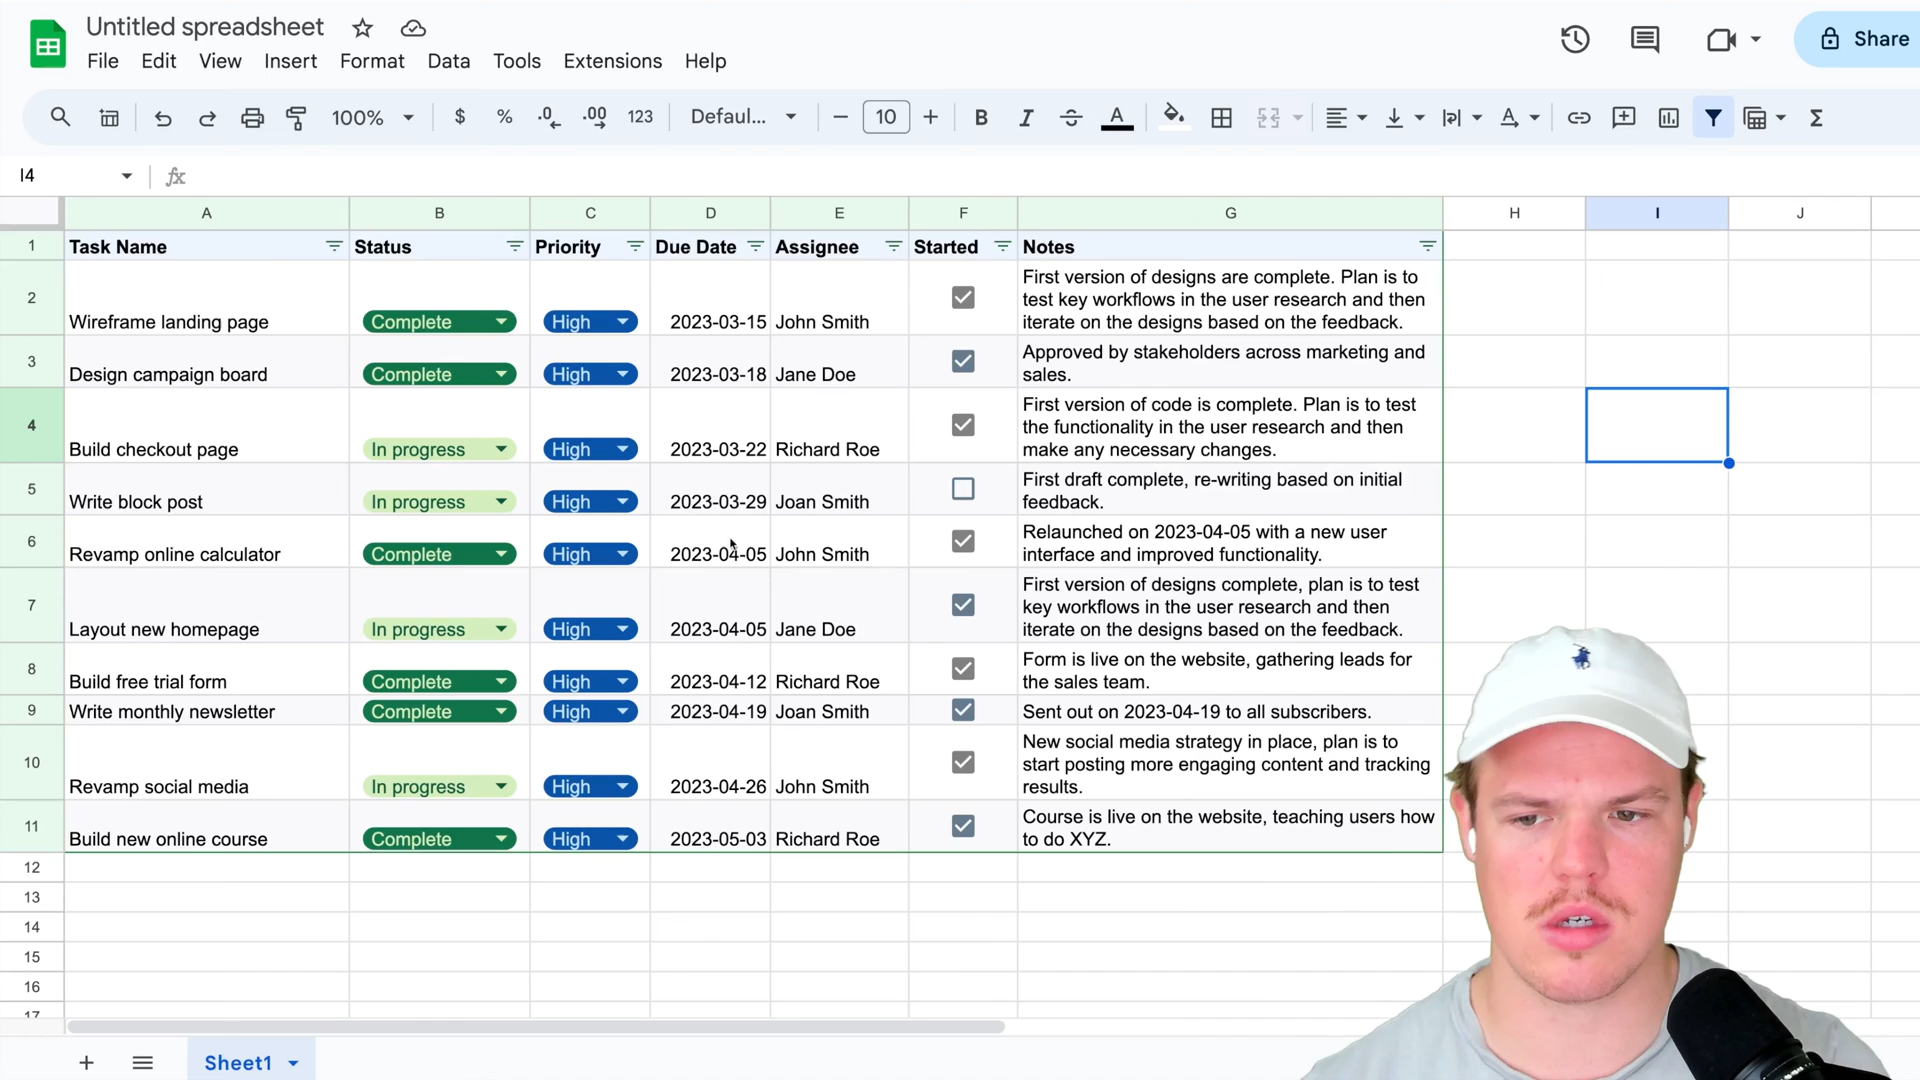 Untitled spreadsheet
File Edit View Insert Format Data Tools Extensions Help
Share
100% $ % .0 .00 123 Defaul... 10 B I A
I4 fx
A B C D E F G H I J
1 Task Name Status Priority Due Date Assignee Started Notes
2 Wireframe landing page Complete High 2023-03-15 John Smith First version of designs are complete. Plan is to
test key workflows in the user research and then
iterate on the designs based on the feedback.
3 Design campaign board Complete High 2023-03-18 Jane Doe Approved by stakeholders across marketing and
sales.
4 Build checkout page In progress High 2023-03-22 Richard Roe First version of code is complete. Plan is to test
the functionality in the user research and then
make any necessary changes.
5 Write block post In progress High 2023-03-29 Joan Smith First draft complete, re-writing based on initial
feedback.
6 Revamp online calculator Complete High 2023-04-05 John Smith Relaunched on 2023-04-05 with a new user
interface and improved functionality.
7 Layout new homepage In progress High 2023-04-05 Jane Doe First version of designs complete, plan is to test
key workflows in the user research and then
iterate on the designs based on the feedback.
8 Build free trial form Complete High 2023-04-12 Richard Roe Form is live on the website, gathering leads for
the sales team.
9 Write monthly newsletter Complete High 2023-04-19 Joan Smith Sent out on 2023-04-19 to all subscribers.
10 Revamp social media In progress High 2023-04-26 John Smith New social media strategy in place, plan is to
start posting more engaging content and tracking
results.
11 Build new online course Complete High 2023-05-03 Richard Roe Course is live on the website, teaching users how
to do XYZ.
12
13
14
15
16
17
Sheet1